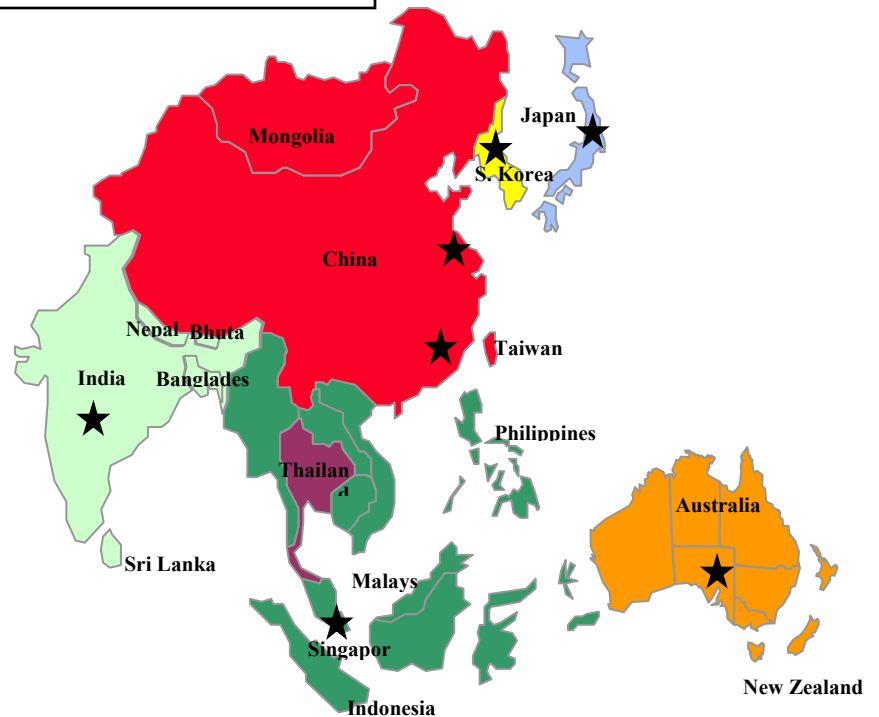 Japan
Mongolia
S. Korea
China
Nepal
Bhuta
Taiwan
India
Banglades
Philippines
Thailan
d
Australia
Sri Lanka
Malays
Singapor
New Zealand
Indonesia